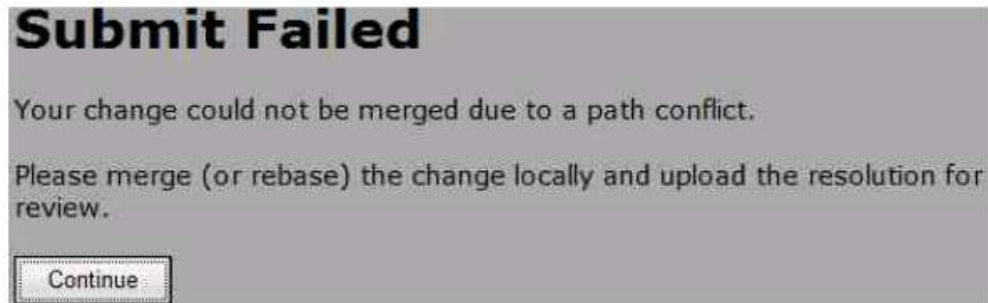 Submit Failed
Your change could not be merged due to a path conflict.
Please merge (or rebase) the change locally and upload the resolution for
review.
Continue